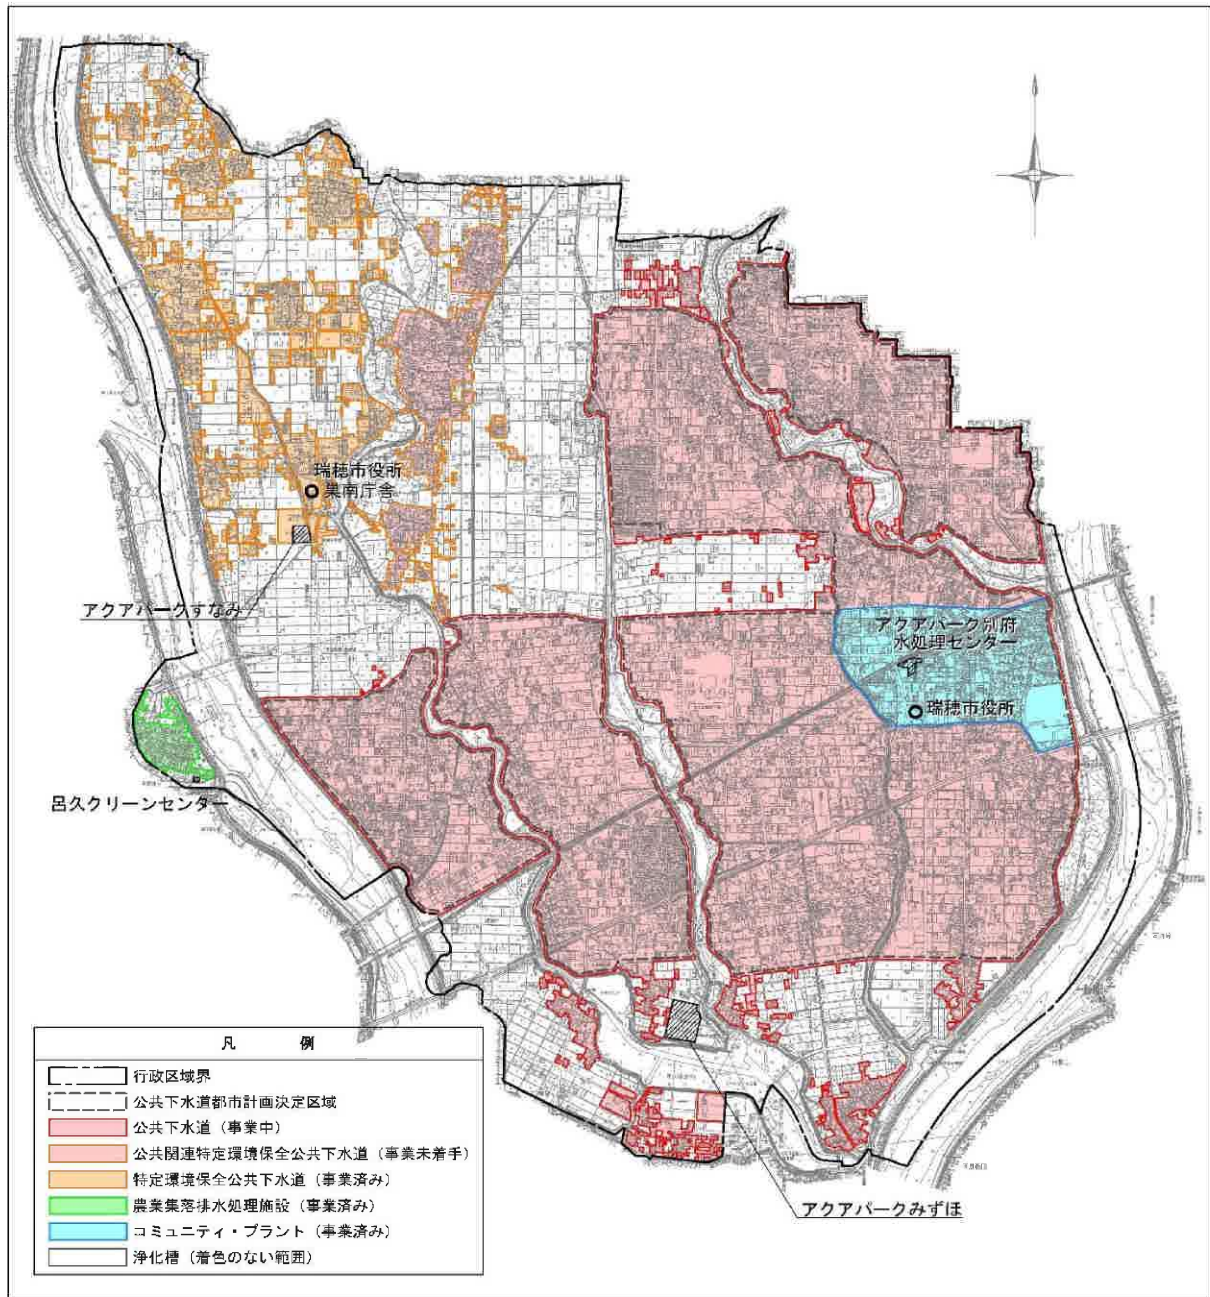 瑞穂市役所
巣南庁舎
アクアパークすなみ
アクアパーク別府
水処理センター
瑞穂市役所
呂久クリーンセンター
アクアパークみずほ
凡 例
行政区域界
公共下水道都市計画決定区域
公共下水道（事業中）
公共関連特定環境保全公共下水道（事業未着手）
特定環境保全公共下水道（事業済み）
農業集落排水処理施設（事業済み）
コミュニティ・プラント（事業済み）
浄化槽（着色のない範囲）